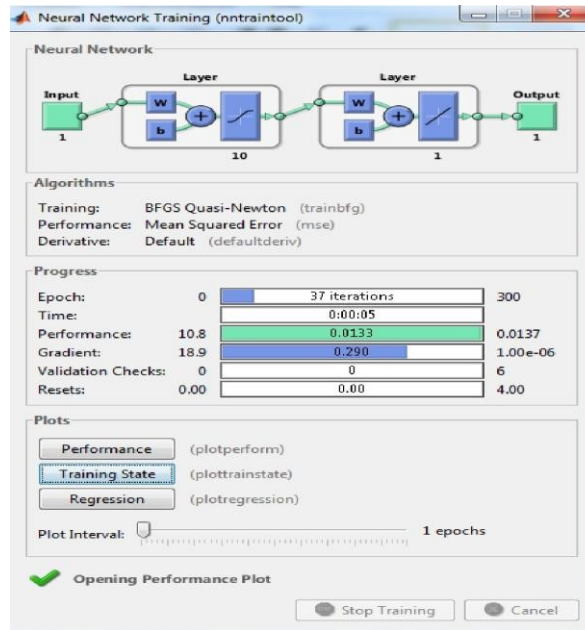 Neural Network Training (nntraintool)
Neural Network
Layer Layer
Input Output
W W
+ +
b b
1 10 1 1
Algorithms
Training: BFGS Quasi-Newton (trainbfg)
Performance: Mean Squared Error (mse)
Derivative: Default (defaultderiv)
Progress
Epoch: 0 37 iterations 300
Time: 0:00:05
Performance: 10.8 0.0133 0.0137
Gradient: 18.9 0.290 1.00e-06
Validation Checks: 0 0 6
Resets: 0.00 0.00 4.00
Plots
Performance (plotperform)
Training State (plottrainstate)
Regression (plotregression)
Plot Interval: 1 epochs
Opening Performance Plot
Stop Training Cancel